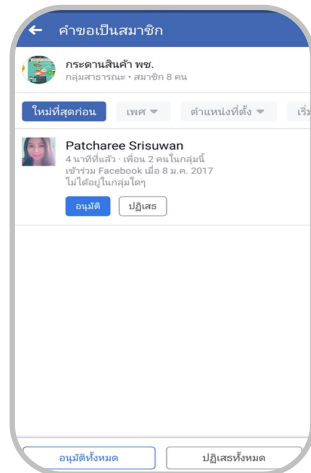 คำขอเป็นสมาชิก
กระดานสินค้า พช.
กลุ่มสาธารณะ • สมาชิก 8 คน
ใหม่ที่สุดก่อน เพศ ตำแหน่งที่ตั้ง เริ่ม
Patcharee Srisuwan
4 นาทีที่แล้ว · เพื่อน 2 คนในกลุ่มนี้
เข้าร่วม Facebook เมื่อ 8 ม.ค. 2017
ไม่ได้อยู่ในกลุ่มใดๆ
อนุมัติ ปฏิเสธ
อนุมัติทั้งหมด ปฏิเสธทั้งหมด